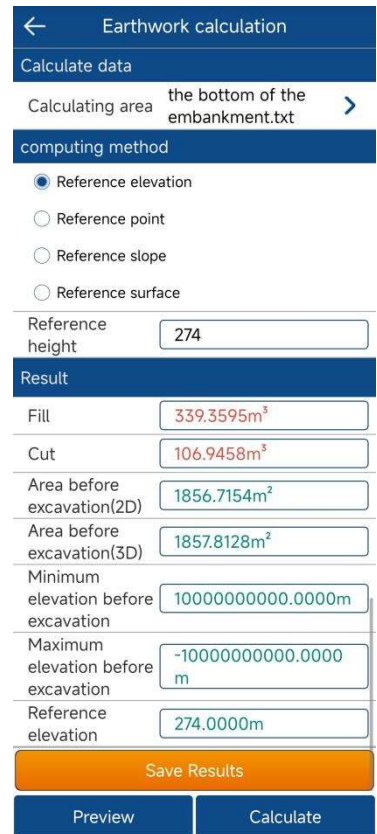 Earthwork calculation
Calculate data
Calculating area
the bottom of the
embankment.txt
computing method
Reference elevation
Reference point
Reference slope
Reference surface
Reference
height
274
Result
Fill
339.3595m³
Cut
106.9458m³
Area before
excavation(2D)
1856.7154m²
Area before
excavation(3D)
1857.8128m²
Minimum
elevation before
excavation
10000000000.0000m
Maximum
elevation before
excavation
-10000000000.0000
m
Reference
elevation
274.0000m
Save Results
Preview
Calculate